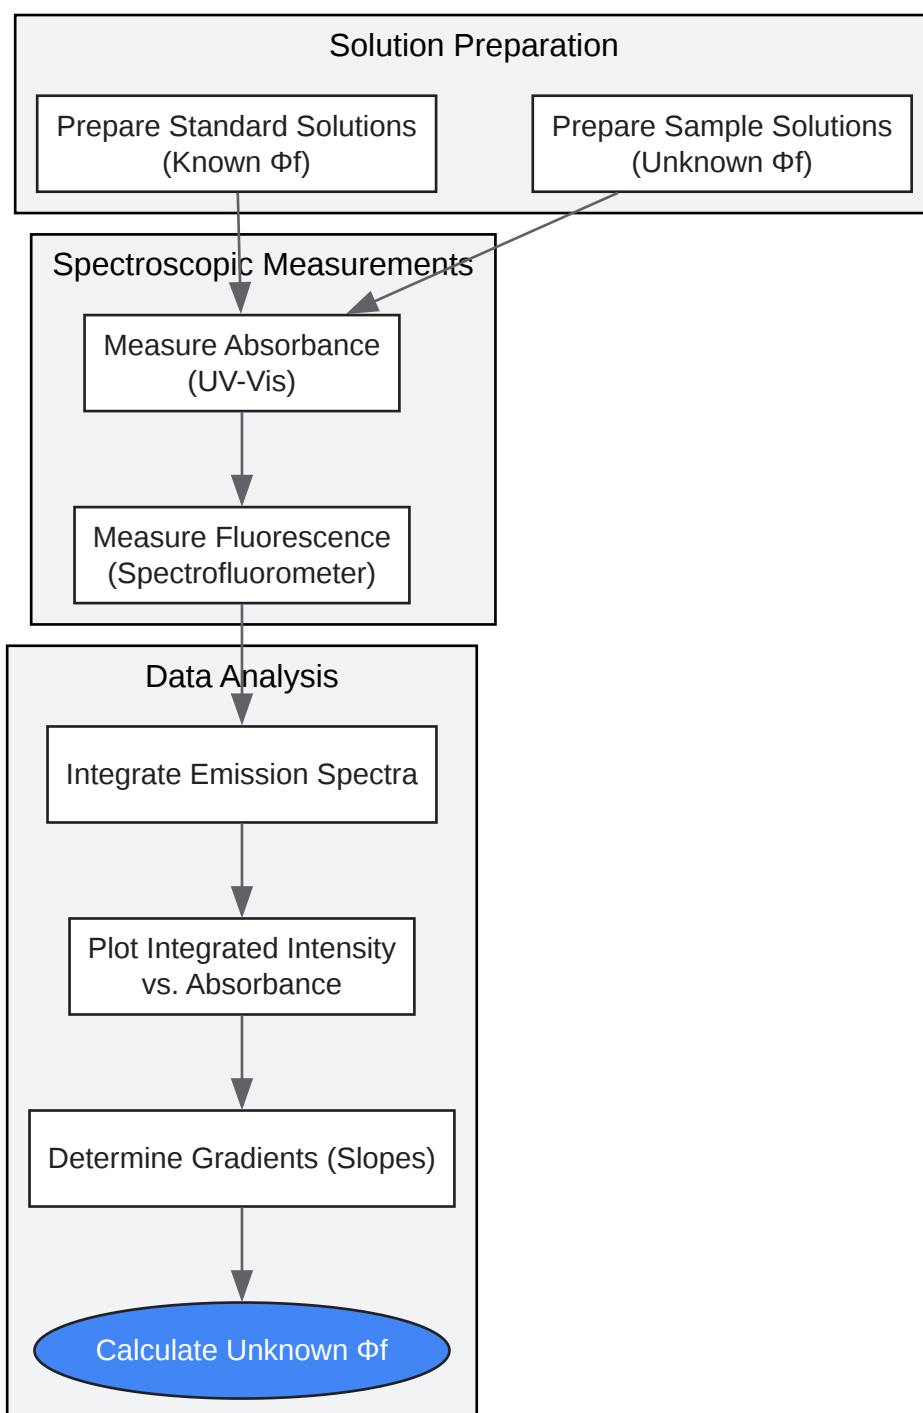 Solution Preparation
Prepare Standard Solutions
(Known Φf)
Prepare Sample Solutions
(Unknown Φf)
Spectroscopic Measurements
Measure Absorbance
(UV-Vis)
Measure Fluorescence
(Spectrofluorometer)
Data Analysis
Integrate Emission Spectra
Plot Integrated Intensity
vs. Absorbance
Determine Gradients (Slopes)
Calculate Unknown Φf